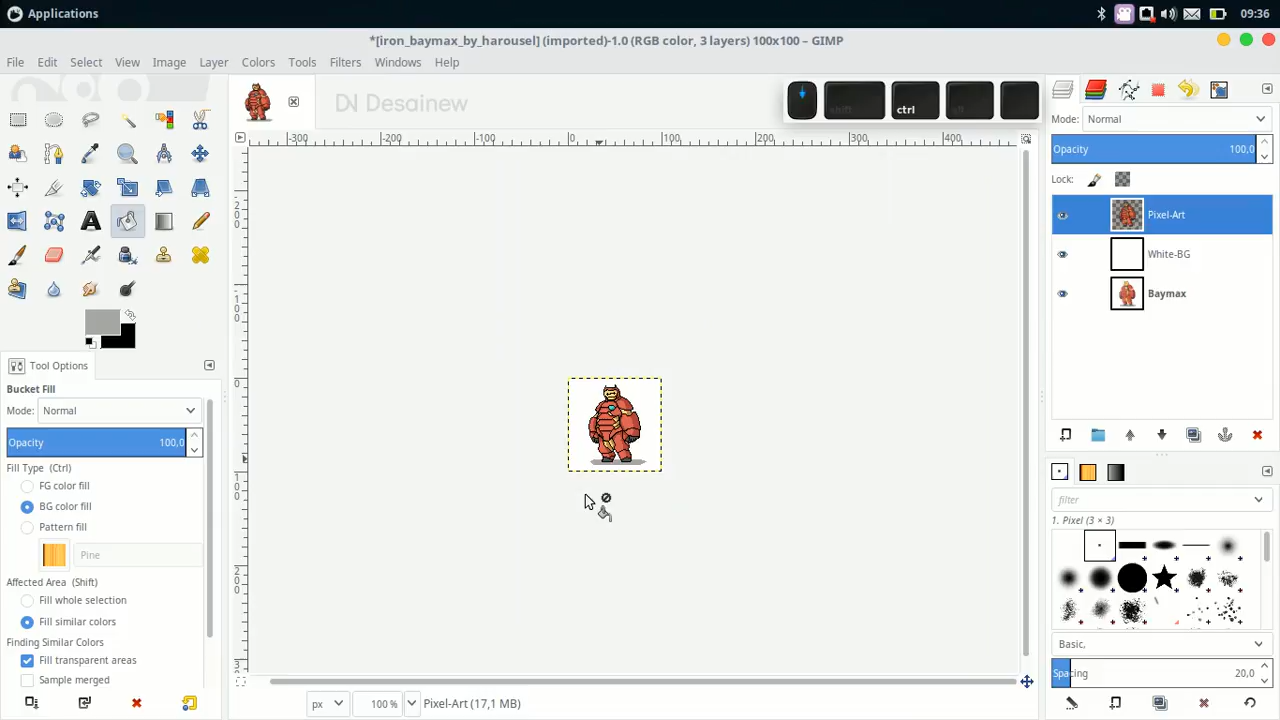 Applications
09:36
*[iron_baymax_by_harousel] (imported)-1.0 (RGB color, 3 layers) 100x100 – GIMP
File Edit Select View Image Layer Colors Tools Filters Windows Help
Di Desainew
shift ctrl alt
-300 -200 -100 0 100 200 300 400
Mode: Normal
Opacity 100,0
Lock:
Pixel-Art
White-BG
Baymax
Tool Options
Bucket Fill
Mode: Normal
Opacity 100,0
Fill Type (Ctrl)
FG color fill
BG color fill
Pattern fill
Pine
Affected Area (Shift)
Fill whole selection
Fill similar colors
Finding Similar Colors
Fill transparent areas
Sample merged
filter
1. Pixel (3 × 3)
Basic,
Spacing 20,0
px 100 % Pixel-Art (17,1 MB)